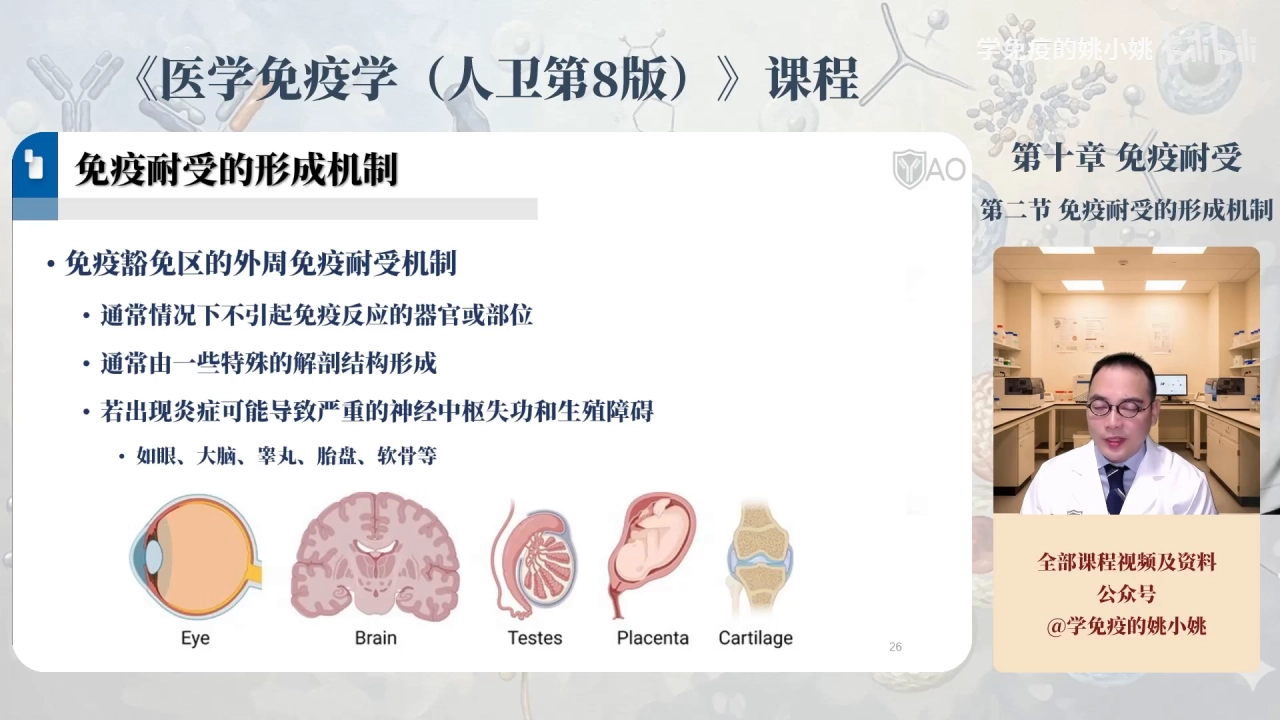 《医学免疫学（人卫第8版）》课程
学免疫的姚小姚 bilibili
第十章 免疫耐受
第二节 免疫耐受的形成机制
免疫耐受的形成机制
AO
• 免疫豁免区的外周免疫耐受机制
• 通常情况下不引起免疫反应的器官或部位
• 通常由一些特殊的解剖结构形成
• 若出现炎症可能导致严重的神经中枢失功和生殖障碍
• 如眼、大脑、睾丸、胎盘、软骨等
Eye Brain Testes Placenta Cartilage
26
全部课程视频及资料
公众号
@学免疫的姚小姚